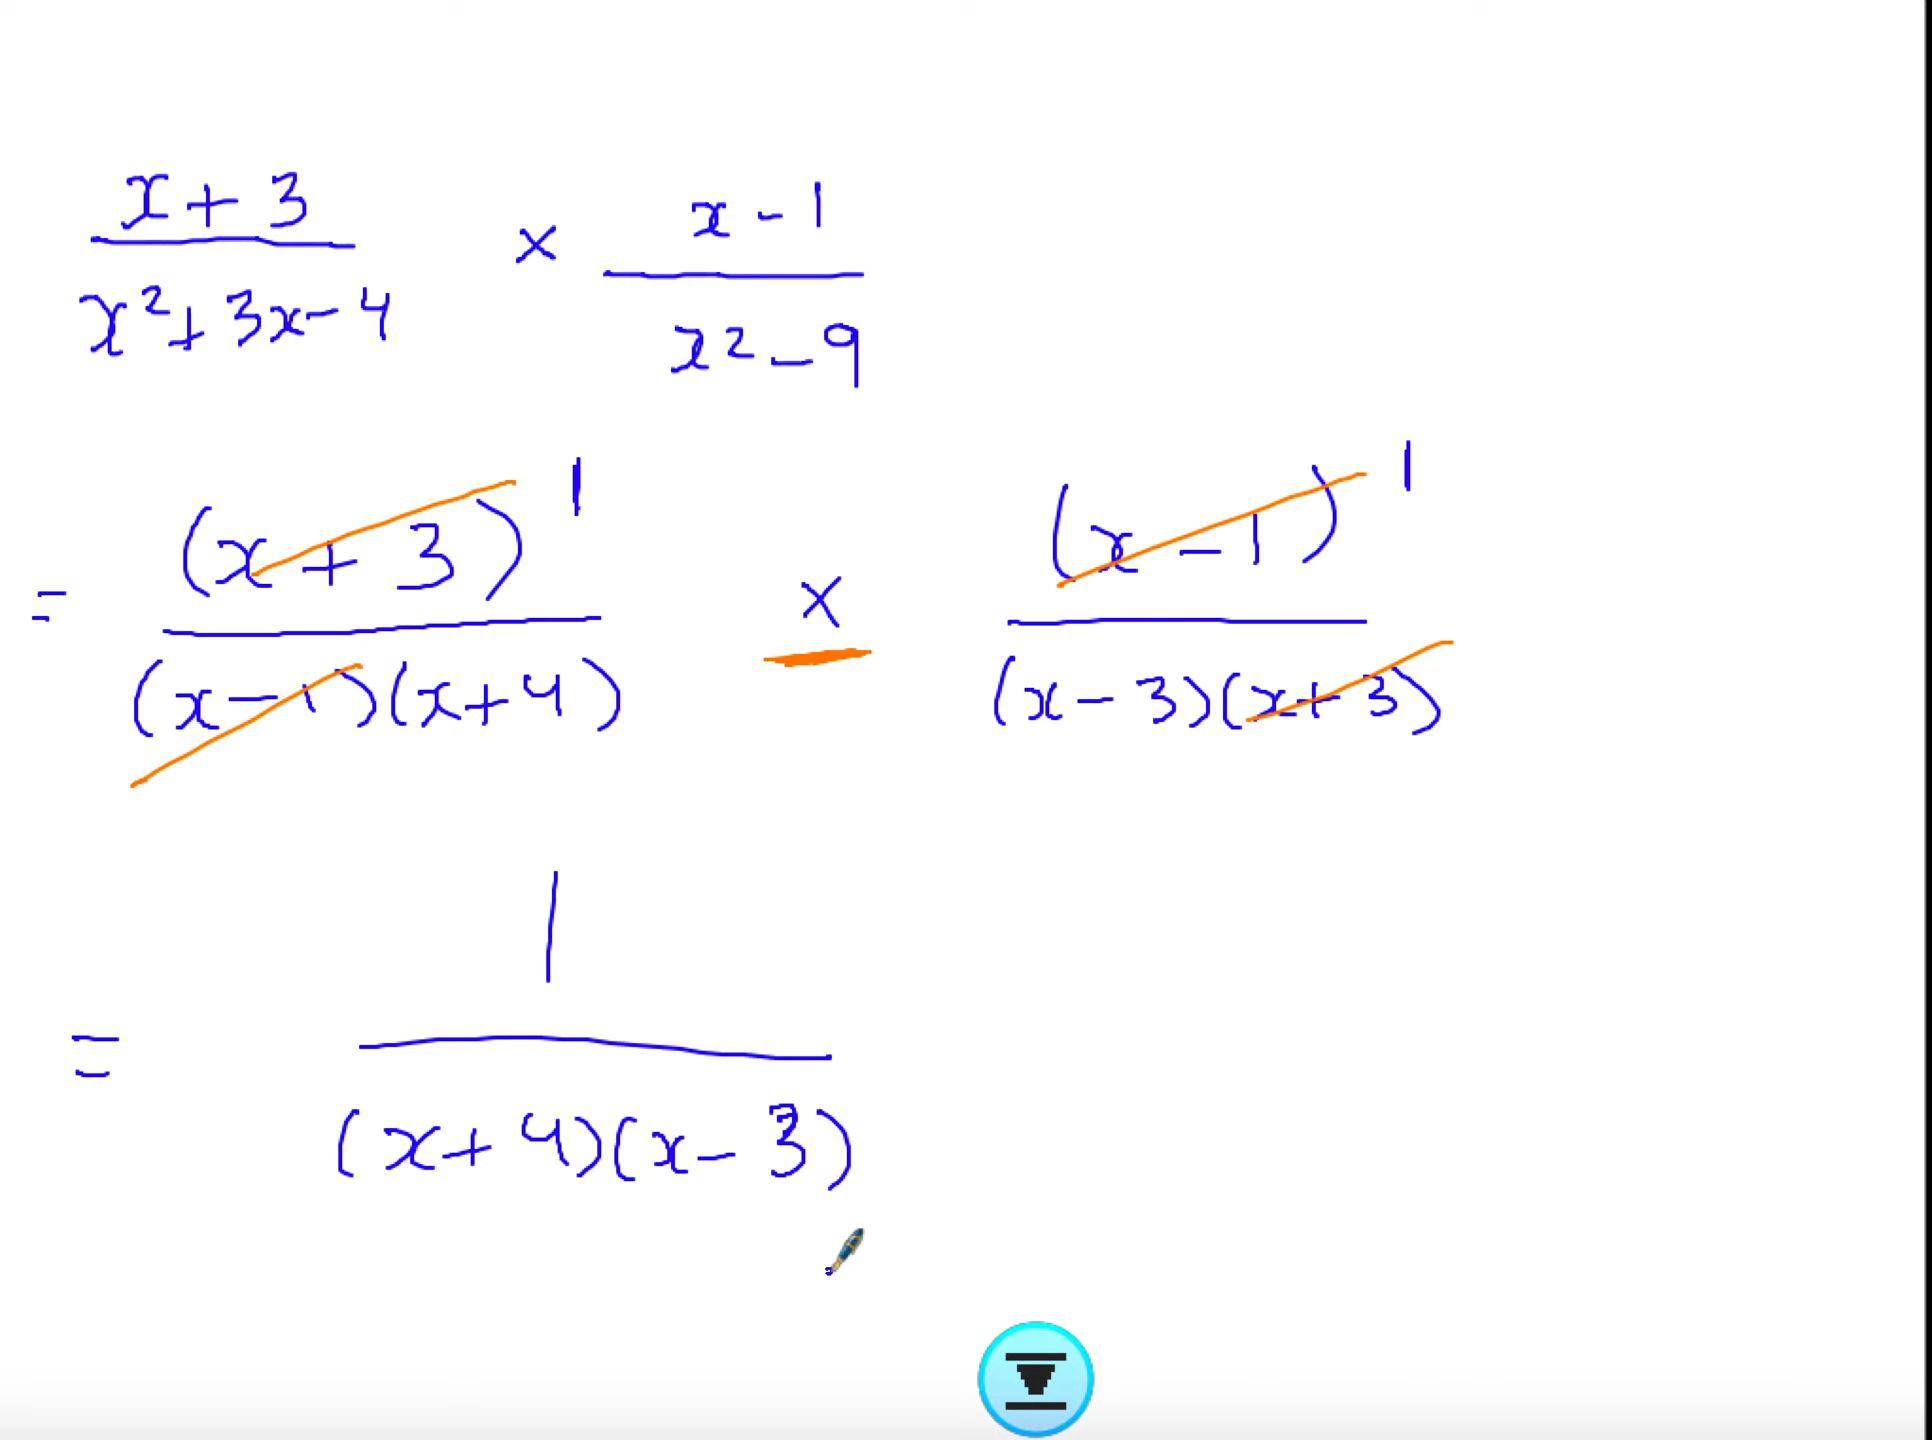 x + 3 / x² + 3x - 4 × x - 1 / x² - 9
= (x + 3) 1 / (x - 1)(x + 4) × (x - 1) 1 / (x - 3)(x + 3)
= 1 / (x + 4)(x - 3)